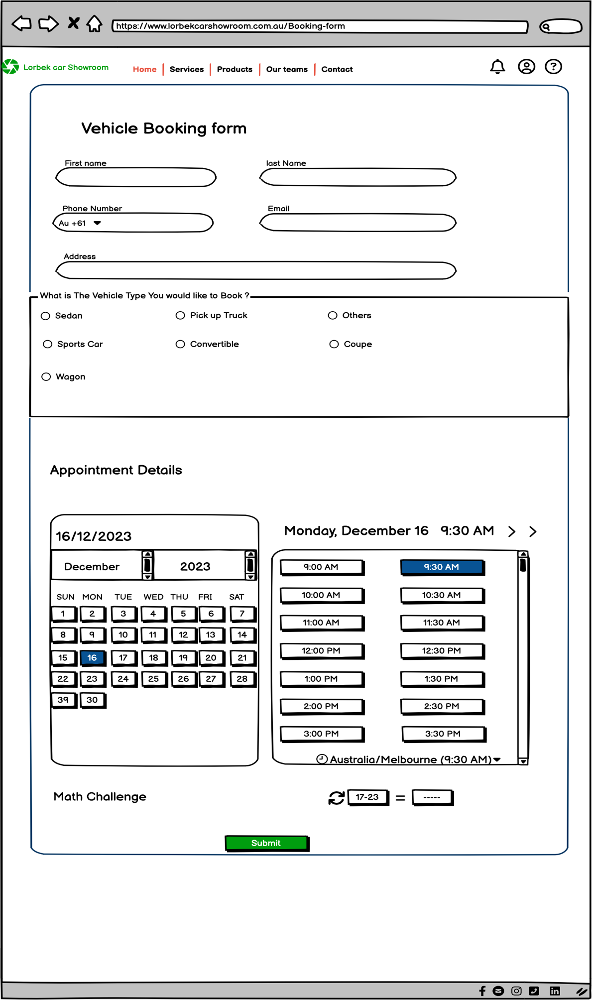 https://www.lorbekcarshowroom.com.au/Booking-form
Lorbek car Showroom Home Services Products Our teams Contact
Vehicle Booking form
First name last Name
Phone Number Email
Au +61
Address
What is The Vehicle Type You would like to Book ?
Sedan Pick up Truck Others
Sports Car Convertible Coupe
Wagon
Appointment Details
16/12/2023
December 2023
SUN MON TUE WED THU FRI SAT
1 2 3 4 5 6 7
8 9 10 11 12 13 14
15 16 17 18 19 20 21
22 23 24 25 26 27 28
39 30
Monday, December 16 9:30 AM
9:00 AM 9:30 AM
10:00 AM 10:30 AM
11:00 AM 11:30 AM
12:00 PM 12:30 PM
1:00 PM 1:30 PM
2:00 PM 2:30 PM
3:00 PM 3:30 PM
Australia/Melbourne (9:30 AM)
Math Challenge 17-23 = -----
Submit